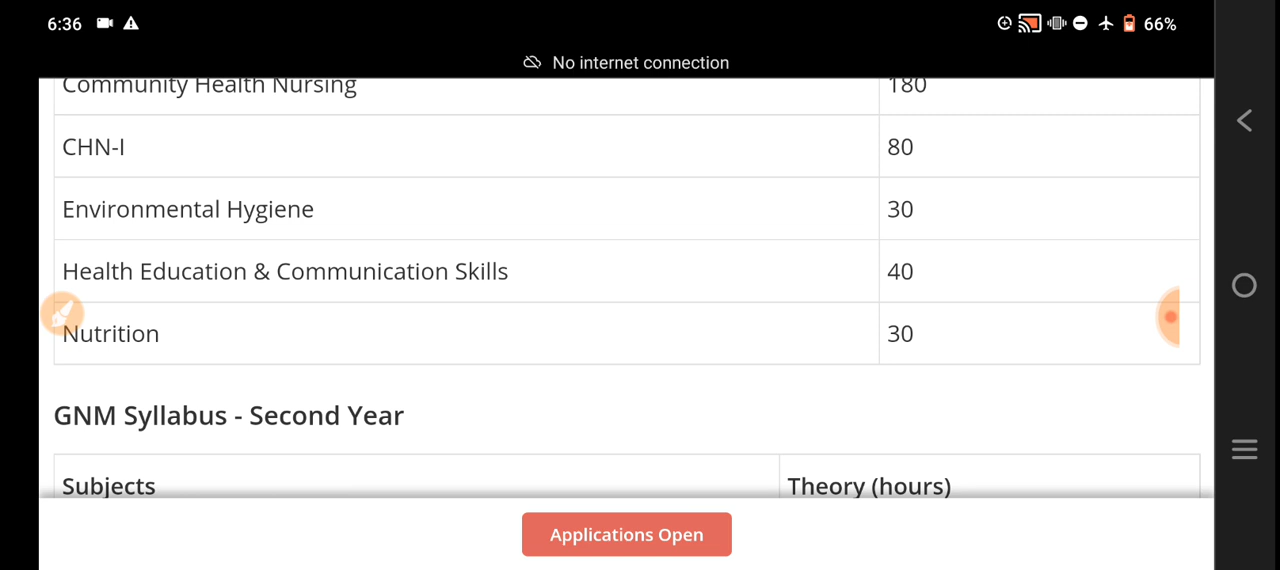 6:36
66%
No internet connection
Community Health Nursing 180
CHN-I 80
Environmental Hygiene 30
Health Education & Communication Skills 40
Nutrition 30
GNM Syllabus - Second Year
Subjects Theory (hours)
Applications Open